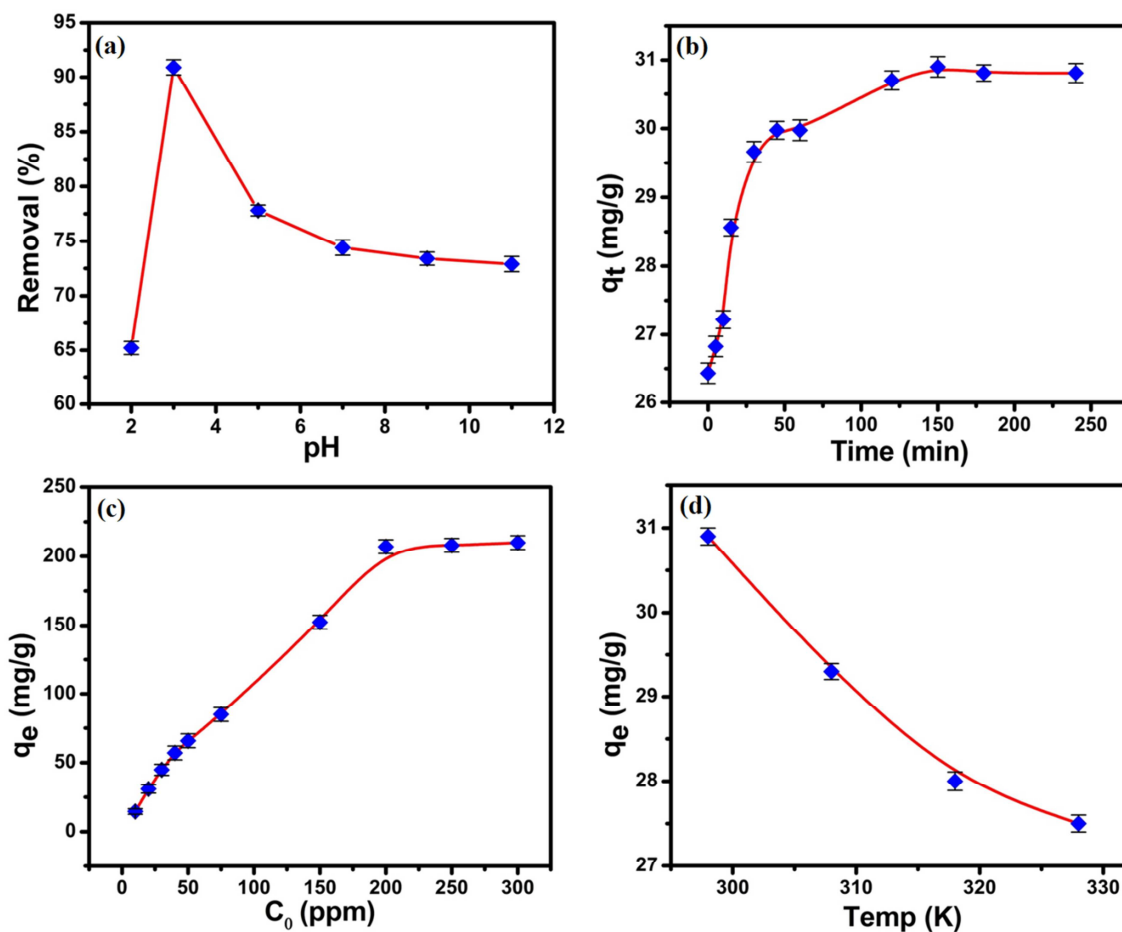 (a)
Removal (%)
95
90
85
80
75
70
65
60
2 4 6 8 10 12
pH
(b)
qt (mg/g)
31
30
29
28
27
26
0 50 100 150 200 250
Time (min)
(c)
qe (mg/g)
250
200
150
100
50
0
0 50 100 150 200 250 300
C0 (ppm)
(d)
qe (mg/g)
31
30
29
28
27
300 310 320 330
Temp (K)